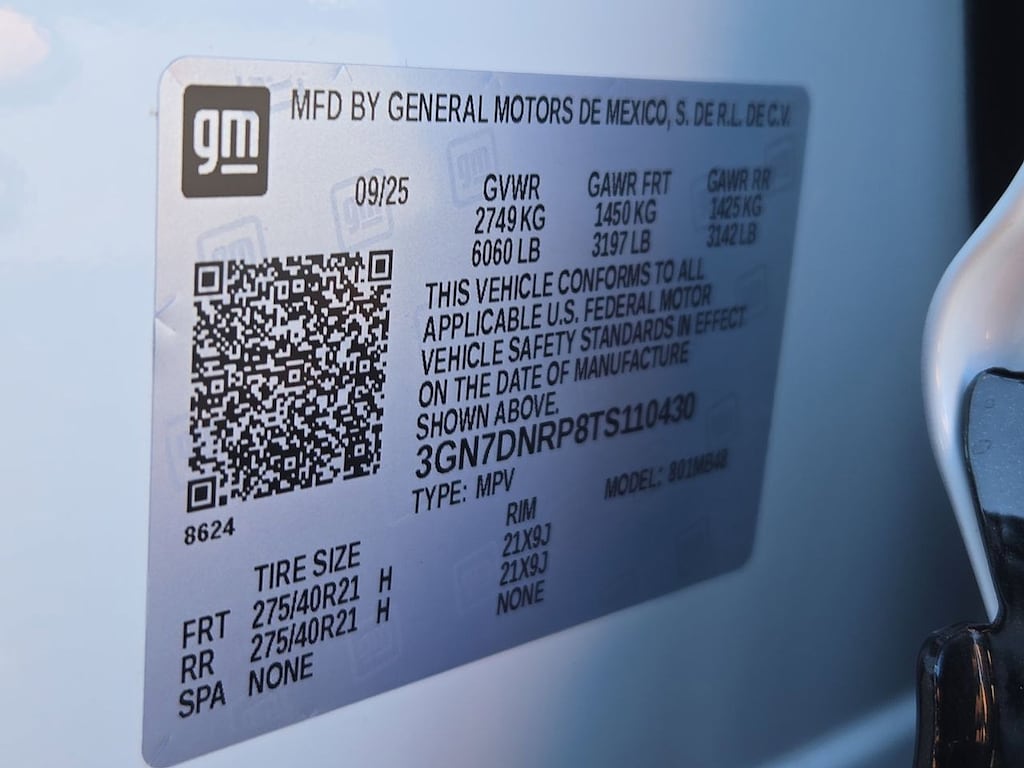 gm
MFD BY GENERAL MOTORS DE MEXICO, S. DE R.L. DE C.V.
09/25 GVWR GAWR FRT GAWR RR
2749 KG 1450 KG 1425 KG
6060 LB 3197 LB 3142 LB
THIS VEHICLE CONFORMS TO ALL
APPLICABLE U.S. FEDERAL MOTOR
VEHICLE SAFETY STANDARDS IN EFFECT
ON THE DATE OF MANUFACTURE
SHOWN ABOVE.
3GN7DNRP8TS110430
TYPE: MPV MODEL: 801MB48
8624
TIRE SIZE RIM
FRT 275/40R21 H 21X9J
RR 275/40R21 H 21X9J
SPA NONE NONE